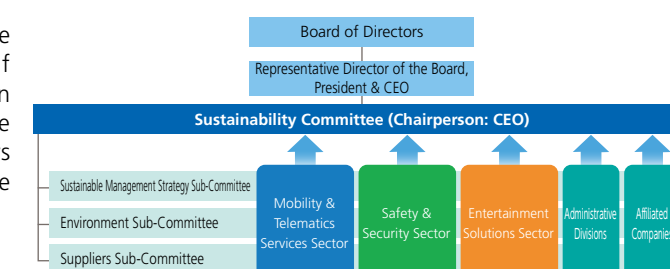 e
f
n
e
rs
e
Board of Directors
Representative Director of the Board,
President & CEO
Sustainability Committee (Chairperson: CEO)
Sustainable Management Strategy Sub-Committee
Environment Sub-Committee
Suppliers Sub-Committee
Mobility &
Telematics
Services Sector
Safety &
Security Sector
Entertainment
Solutions Sector
Administrative
Divisions
Affiliated
Companies